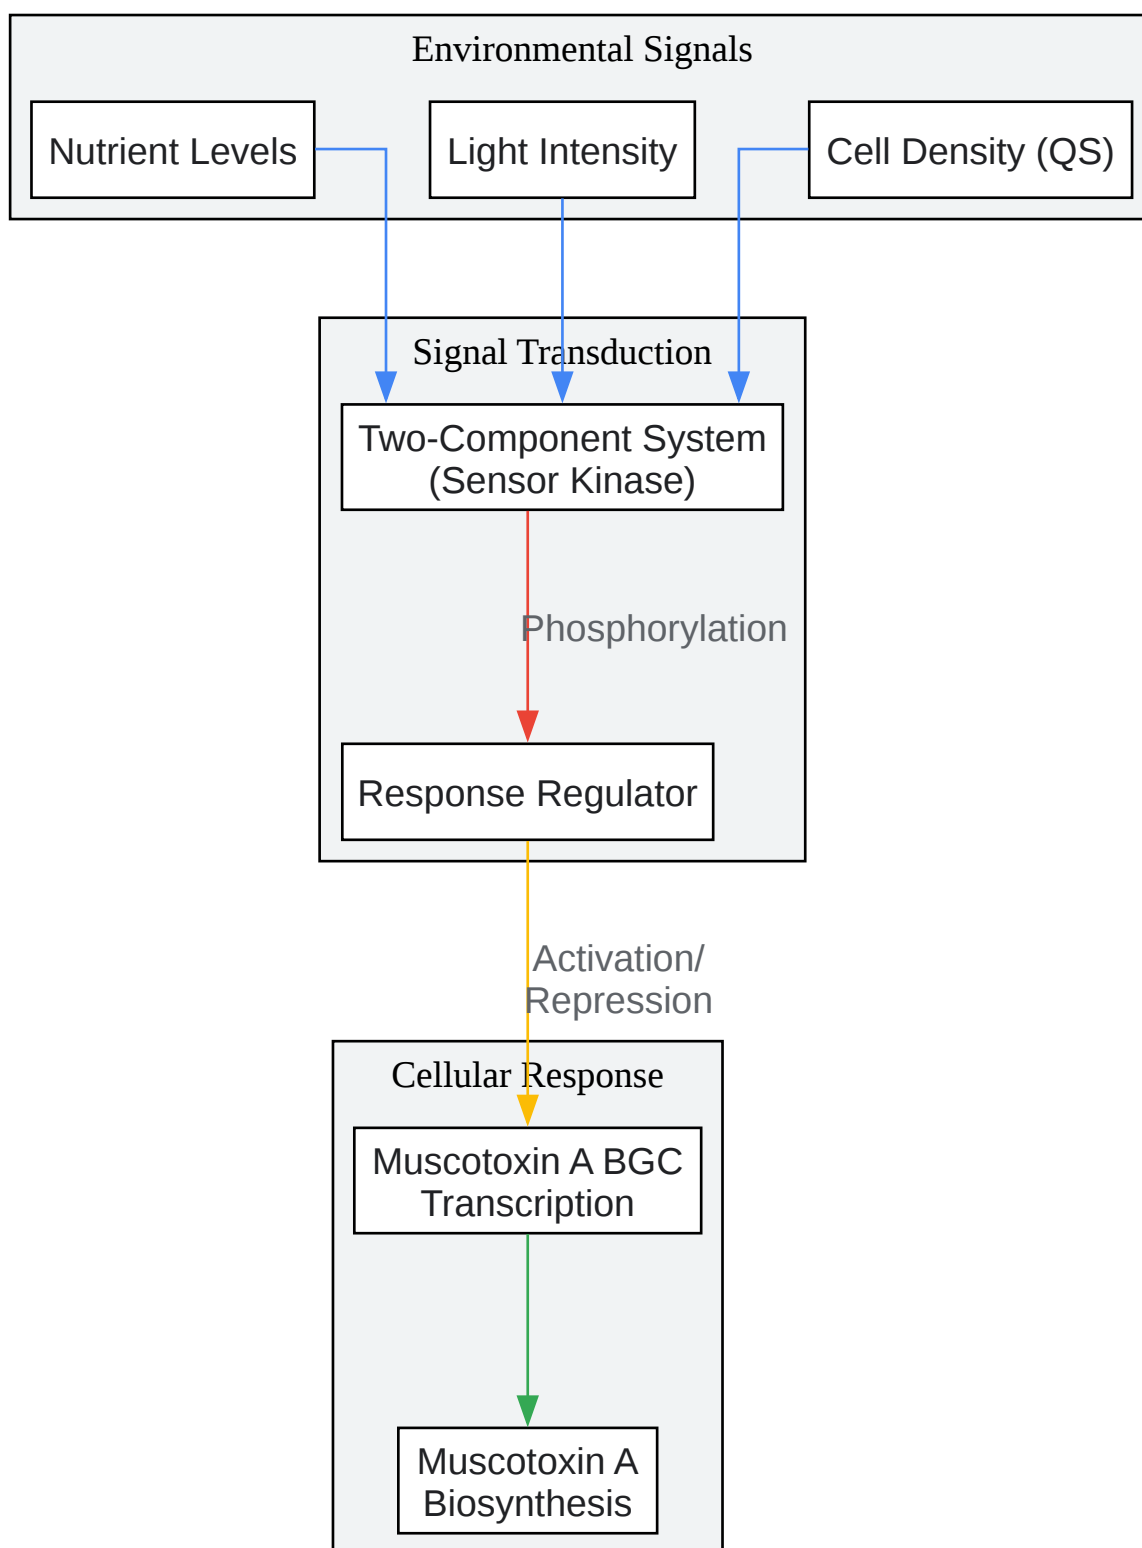 Environmental Signals
Nutrient Levels
Light Intensity
Cell Density (QS)
Signal Transduction
Two-Component System
(Sensor Kinase)
Phosphorylation
Response Regulator
Activation/
Repression
Cellular Response
Muscotoxin A BGC
Transcription
Muscotoxin A
Biosynthesis